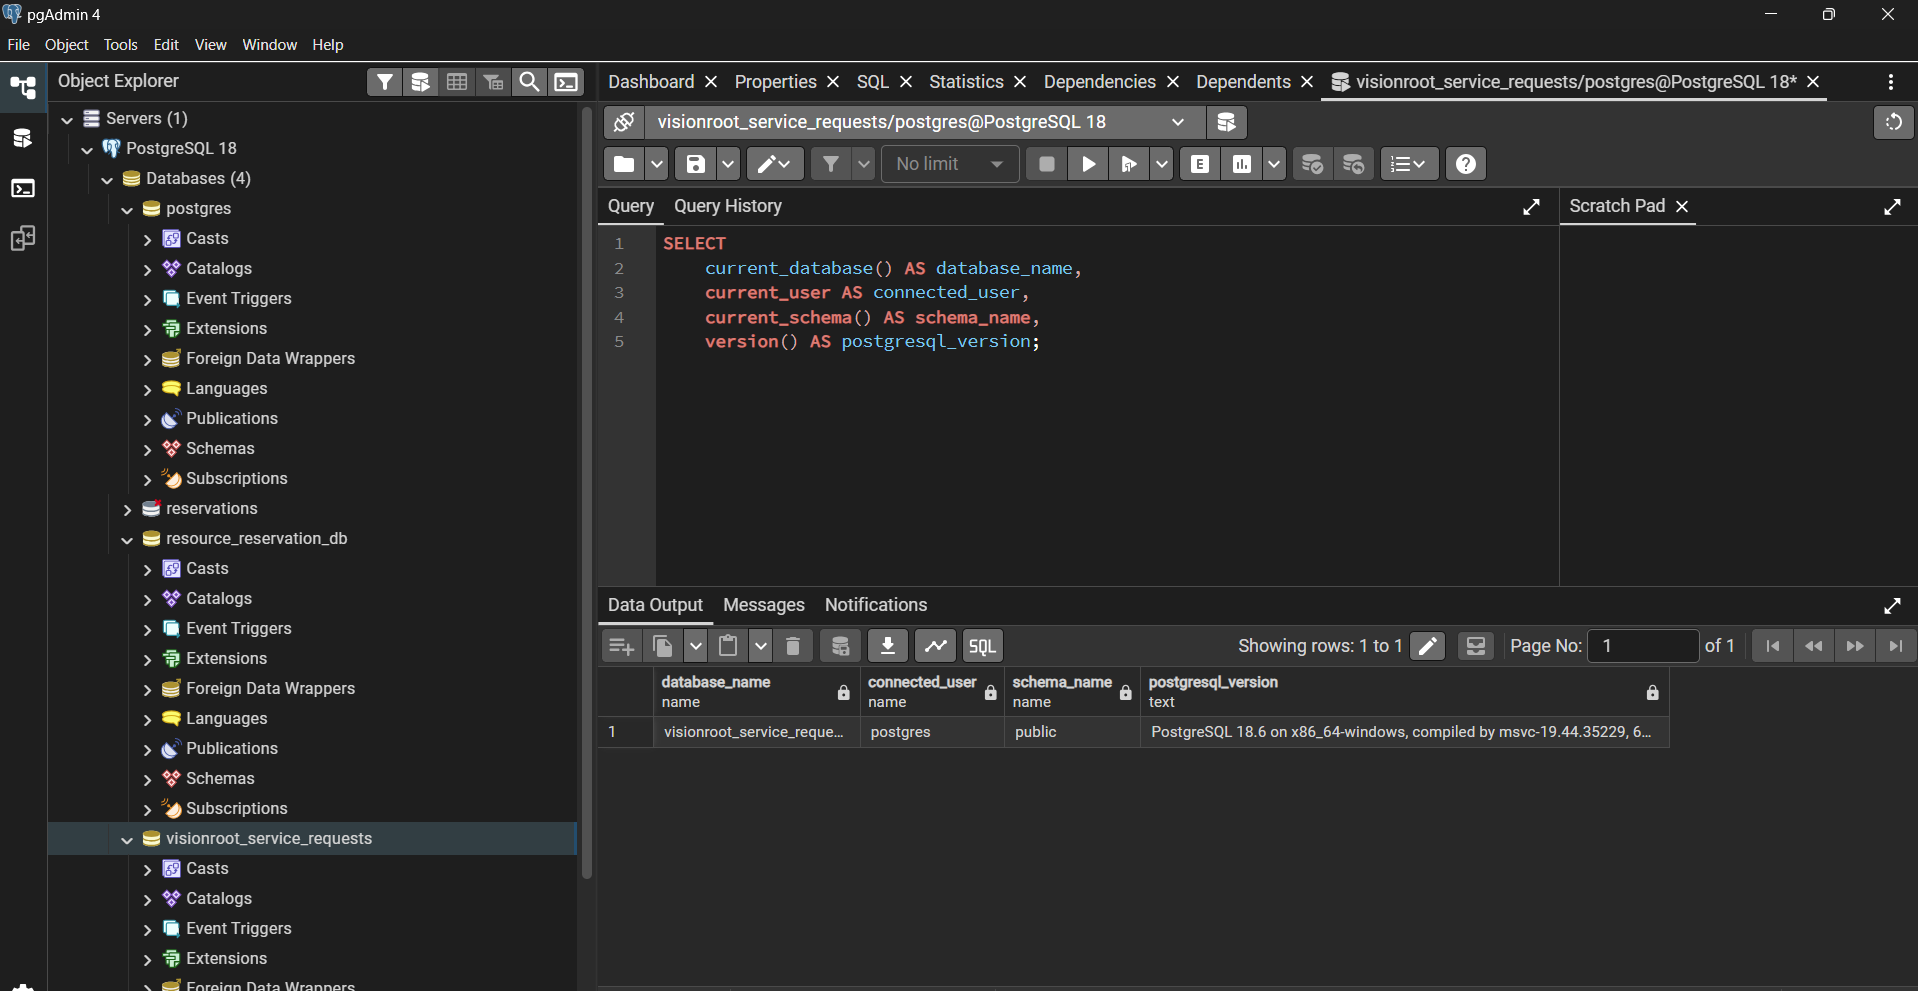 pgAdmin 4
File Object Tools Edit View Window Help
Object Explorer
Servers (1)
PostgreSQL 18
Databases (4)
postgres
Casts
Catalogs
Event Triggers
Extensions
Foreign Data Wrappers
Languages
Publications
Schemas
Subscriptions
reservations
resource_reservation_db
Casts
Catalogs
Event Triggers
Extensions
Foreign Data Wrappers
Languages
Publications
Schemas
Subscriptions
visionroot_service_requests
Casts
Catalogs
Event Triggers
Extensions
Foreign Data Wrappers
Dashboard Properties SQL Statistics Dependencies Dependents visionroot_service_requests/postgres@PostgreSQL 18*
visionroot_service_requests/postgres@PostgreSQL 18
No limit E
Query Query History
Scratch Pad
1 SELECT
2 current_database() AS database_name,
3 current_user AS connected_user,
4 current_schema() AS schema_name,
5 version() AS postgresql_version;
Data Output Messages Notifications
SQL Showing rows: 1 to 1 Page No: 1 of 1
database_name connected_user schema_name postgresql_version
name name name text
1 visionroot_service_reque... postgres public PostgreSQL 18.6 on x86_64-windows, compiled by msvc-19.44.35229, 6...